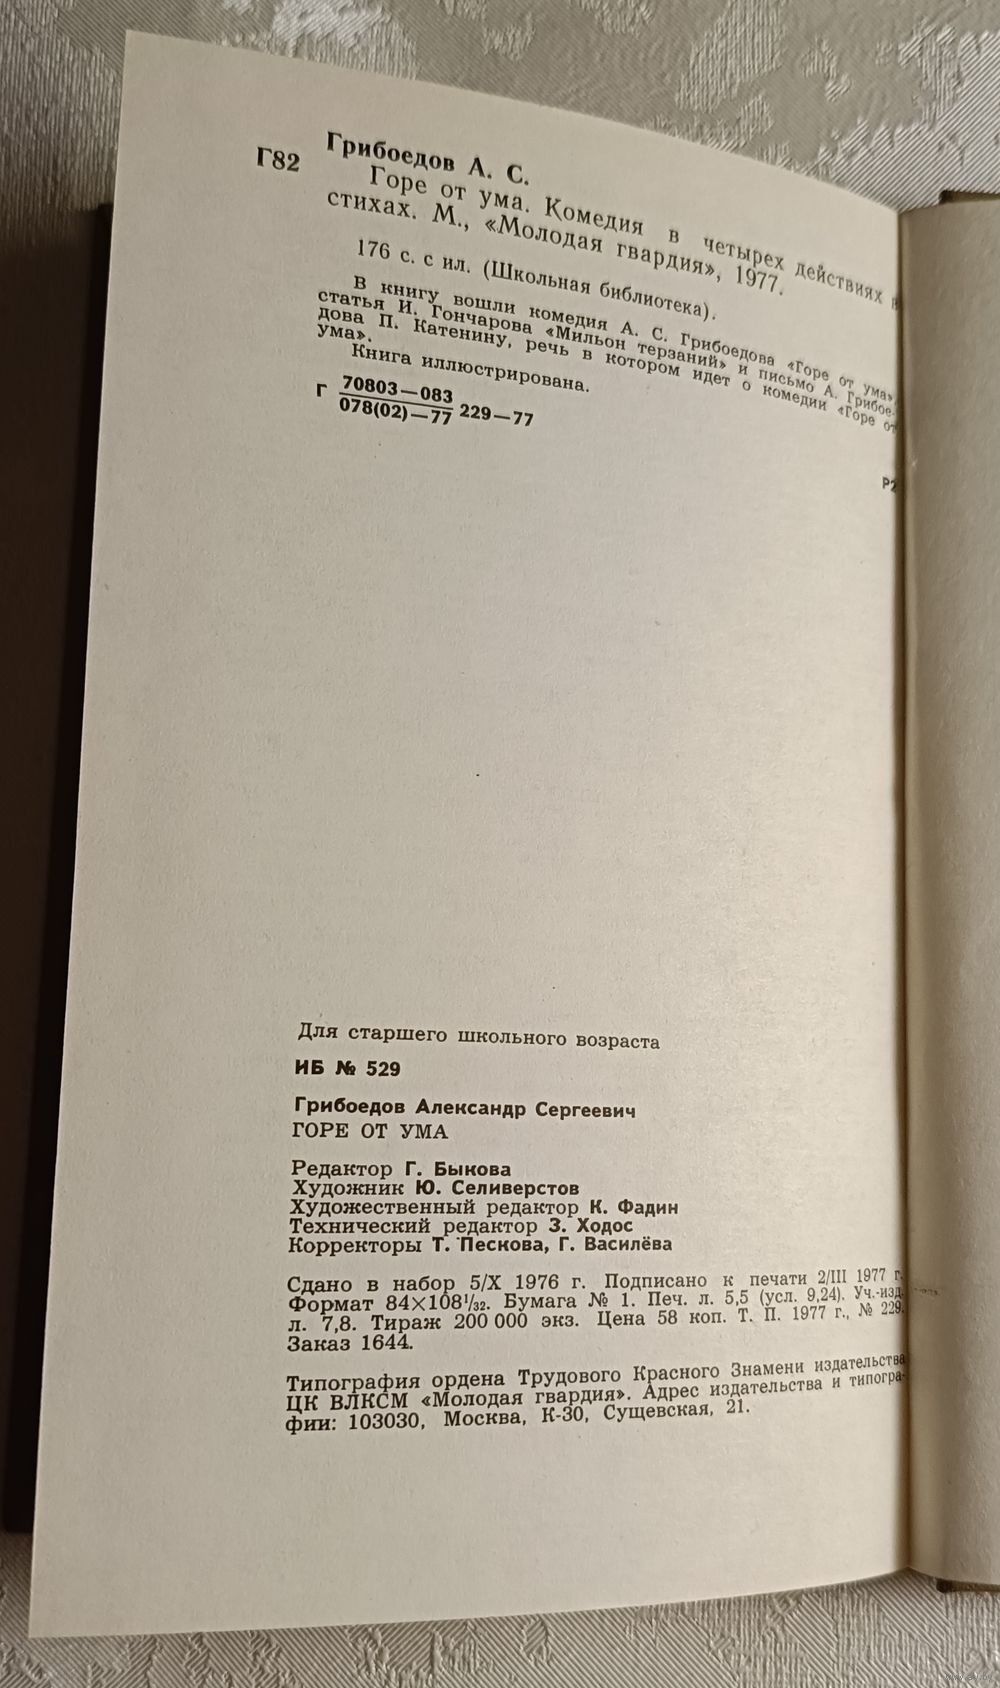 Грибоедов А. С.
Г82 Горе от ума. Комедия в четырех действиях в
стихах. М., «Молодая гвардия», 1977.
176 с. с ил. (Школьная библиотека).
В книгу вошли комедия А. С. Грибоедова «Горе от ума»,
статья И. Гончарова «Мильон терзаний» и письмо А. Грибое-
дова П. Катенину, речь в котором идет о комедии «Горе от
ума».
Книга иллюстрирована.
Г 70803—083
078(02)—77 229—77
Р2
Для старшего школьного возраста
ИБ № 529
Грибоедов Александр Сергеевич
ГОРЕ ОТ УМА
Редактор Г. Быкова
Художник Ю. Селиверстов
Художественный редактор К. Фадин
Технический редактор З. Ходос
Корректоры Т. Пескова, Г. Василёва
Сдано в набор 5/X 1976 г. Подписано к печати 2/III 1977 г.
Формат 84×108¹/₃₂. Бумага № 1. Печ. л. 5,5 (усл. 9,24). Уч.-изд.
л. 7,8. Тираж 200 000 экз. Цена 58 коп. Т. П. 1977 г., № 229.
Заказ 1644.
Типография ордена Трудового Красного Знамени издательства
ЦК ВЛКСМ «Молодая гвардия». Адрес издательства и типогра-
фии: 103030, Москва, К-30, Сущевская, 21.